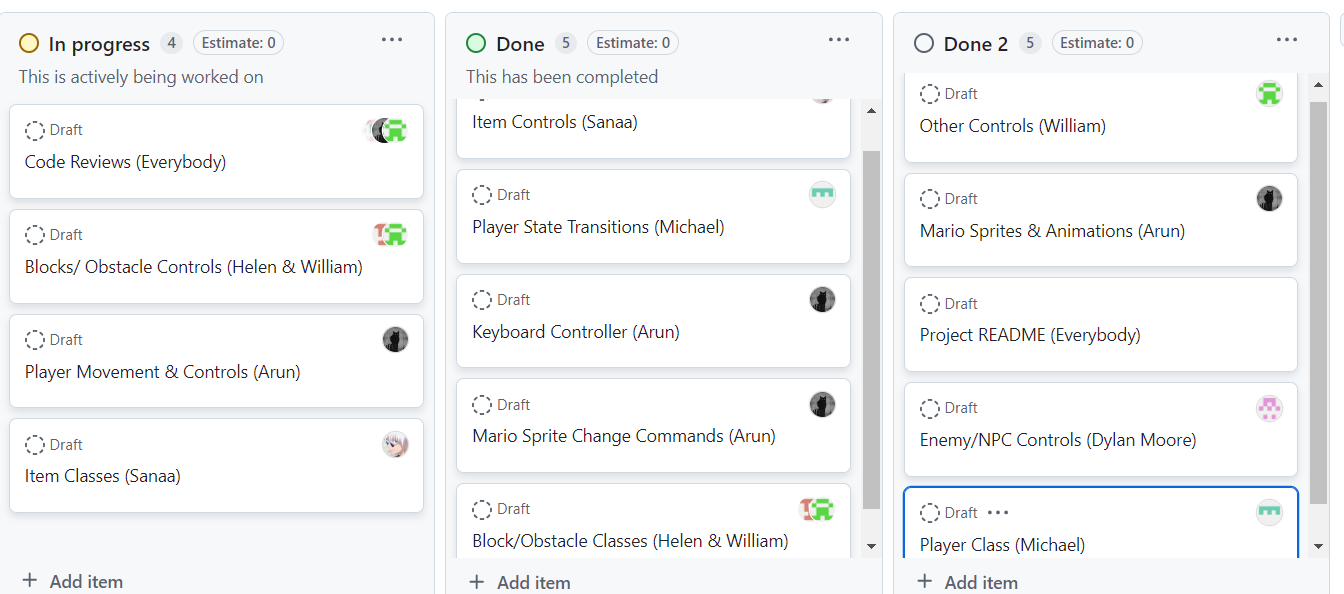 In progress 4 Estimate: 0
This is actively being worked on
Draft
Code Reviews (Everybody)
Draft
Blocks/ Obstacle Controls (Helen & William)
Draft
Player Movement & Controls (Arun)
Draft
Item Classes (Sanaa)
+ Add item
Done 5 Estimate: 0
This has been completed
Item Controls (Sanaa)
Draft
Player State Transitions (Michael)
Draft
Keyboard Controller (Arun)
Draft
Mario Sprite Change Commands (Arun)
Draft
Block/Obstacle Classes (Helen & William)
+ Add item
Done 2 5 Estimate: 0
Draft
Other Controls (William)
Draft
Mario Sprites & Animations (Arun)
Draft
Project README (Everybody)
Draft
Enemy/NPC Controls (Dylan Moore)
Draft ...
Player Class (Michael)
+ Add item